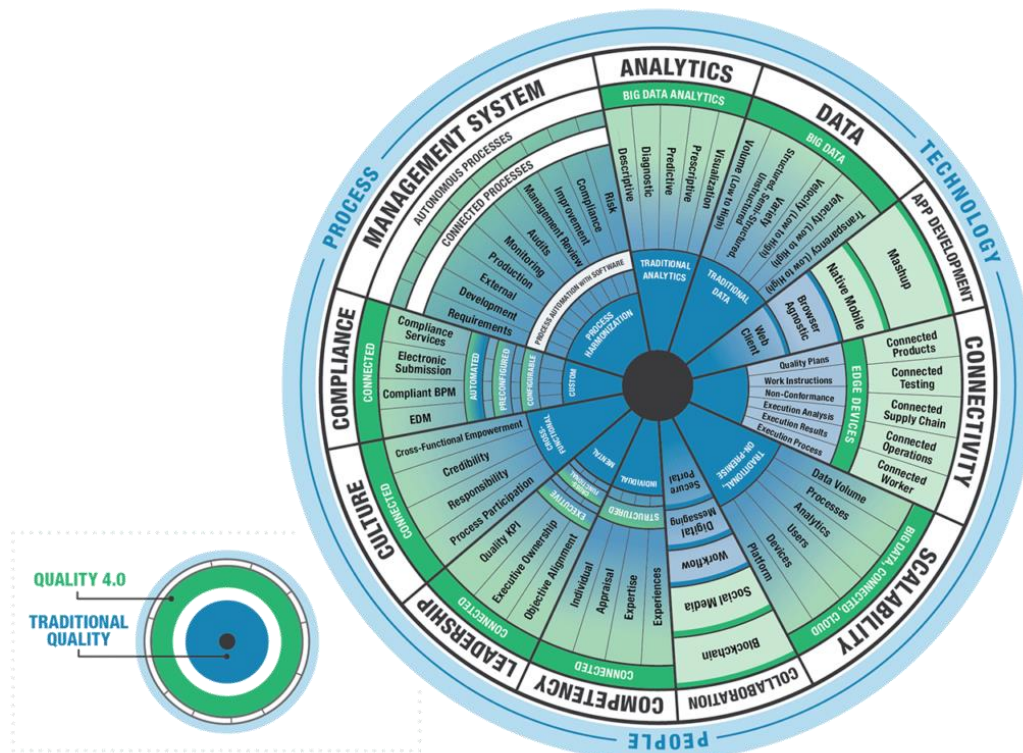 PROCESS
TECHNOLOGY
PEOPLE
MANAGEMENT SYSTEM
AUTONOMOUS PROCESSES
CONNECTED PROCESSES
Risk
Compliance
Improvement
Management Review
Audits
Monitoring
Production
External
Development
Requirements
PROCESS AUTOMATION WITH SOFTWARE
PROCESS
HARMONIZATION
ANALYTICS
BIG DATA ANALYTICS
Descriptive
Diagnostic
Predictive
Prescriptive
Visualization
TRADITIONAL
ANALYTICS
DATA
BIG DATA
Volume (Low to High)
Structured, Semi-Structured,
Unstructured
Variety
Velocity (Low to High)
Veracity (Low to High)
Transparency (Low to High)
TRADITIONAL
DATA
APP DEVELOPMENT
Mashup
Native Mobile
Browser
Agnostic
Web
Client
CONNECTIVITY
Connected
Products
Connected
Testing
Connected
Supply Chain
Connected
Operations
Connected
Worker
EDGE DEVICES
Quality Plans
Work Instructions
Non-Conformance
Execution Analysis
Execution Results
Execution Process
SCALABILITY
BIG DATA, CONNECTED, CLOUD
Data Volume
Processes
Analytics
Users
Devices
Platform
TRADITIONAL,
ON-PREMISE
COLLABORATION
Blockchain
Social Media
Workflow
Digital
Messaging
Secure
Portal
COMPETENCY
CONNECTED
Individual
Appraisal
Expertise
Experiences
STRUCTURED
INDIVIDUAL
LEADERSHIP
CONNECTED
Quality KPI
Executive Ownership
Objective Alignment
EXECUTIVE
CROSS-
FUNCTIONAL
MENTAL
CULTURE
CONNECTED
Cross-Functional Empowerment
Credibility
Responsibility
Process Participation
CROSS-
FUNCTIONAL
COMPLIANCE
CONNECTED
Compliance
Services
Electronic
Submission
Compliant BPM
EDM
AUTOMATED
PRECONFIGURED
CONFIGURABLE
CUSTOM
QUALITY 4.0
TRADITIONAL
QUALITY